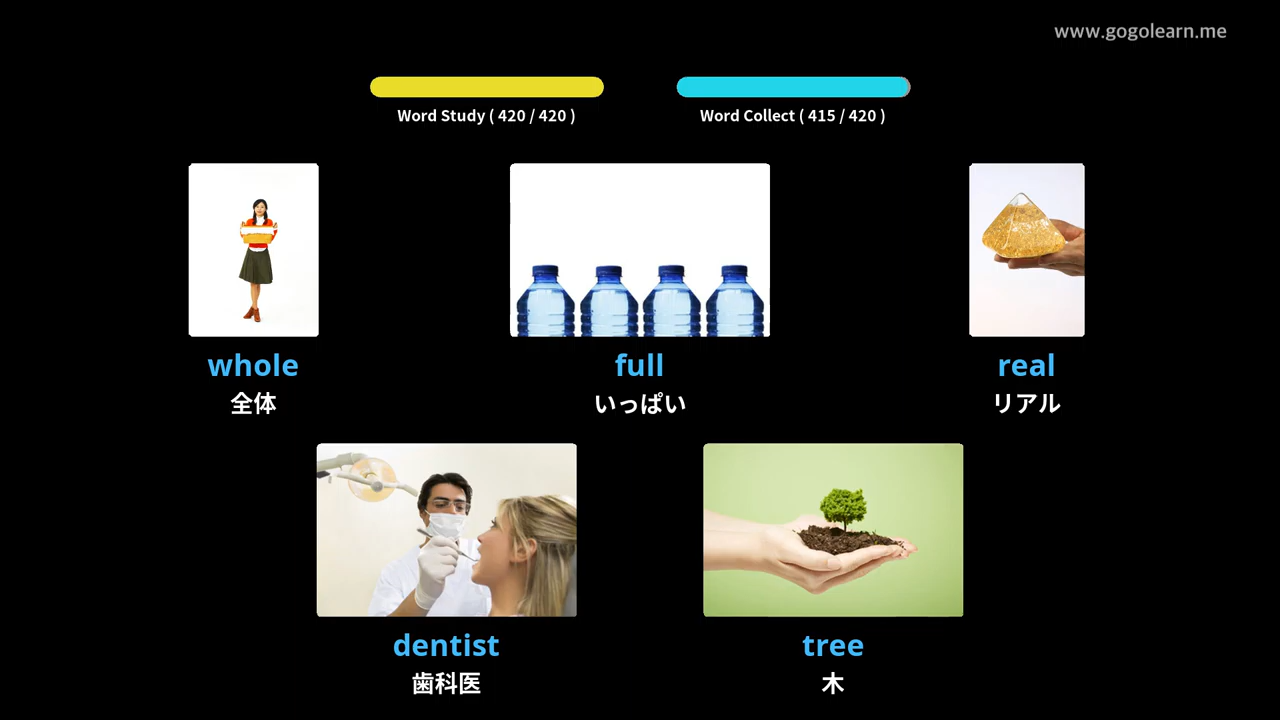 www.gogolearn.me
Word Study ( 420 / 420 )
Word Collect ( 415 / 420 )
whole
全体
full
いっぱい
real
リアル
dentist
歯科医
tree
木